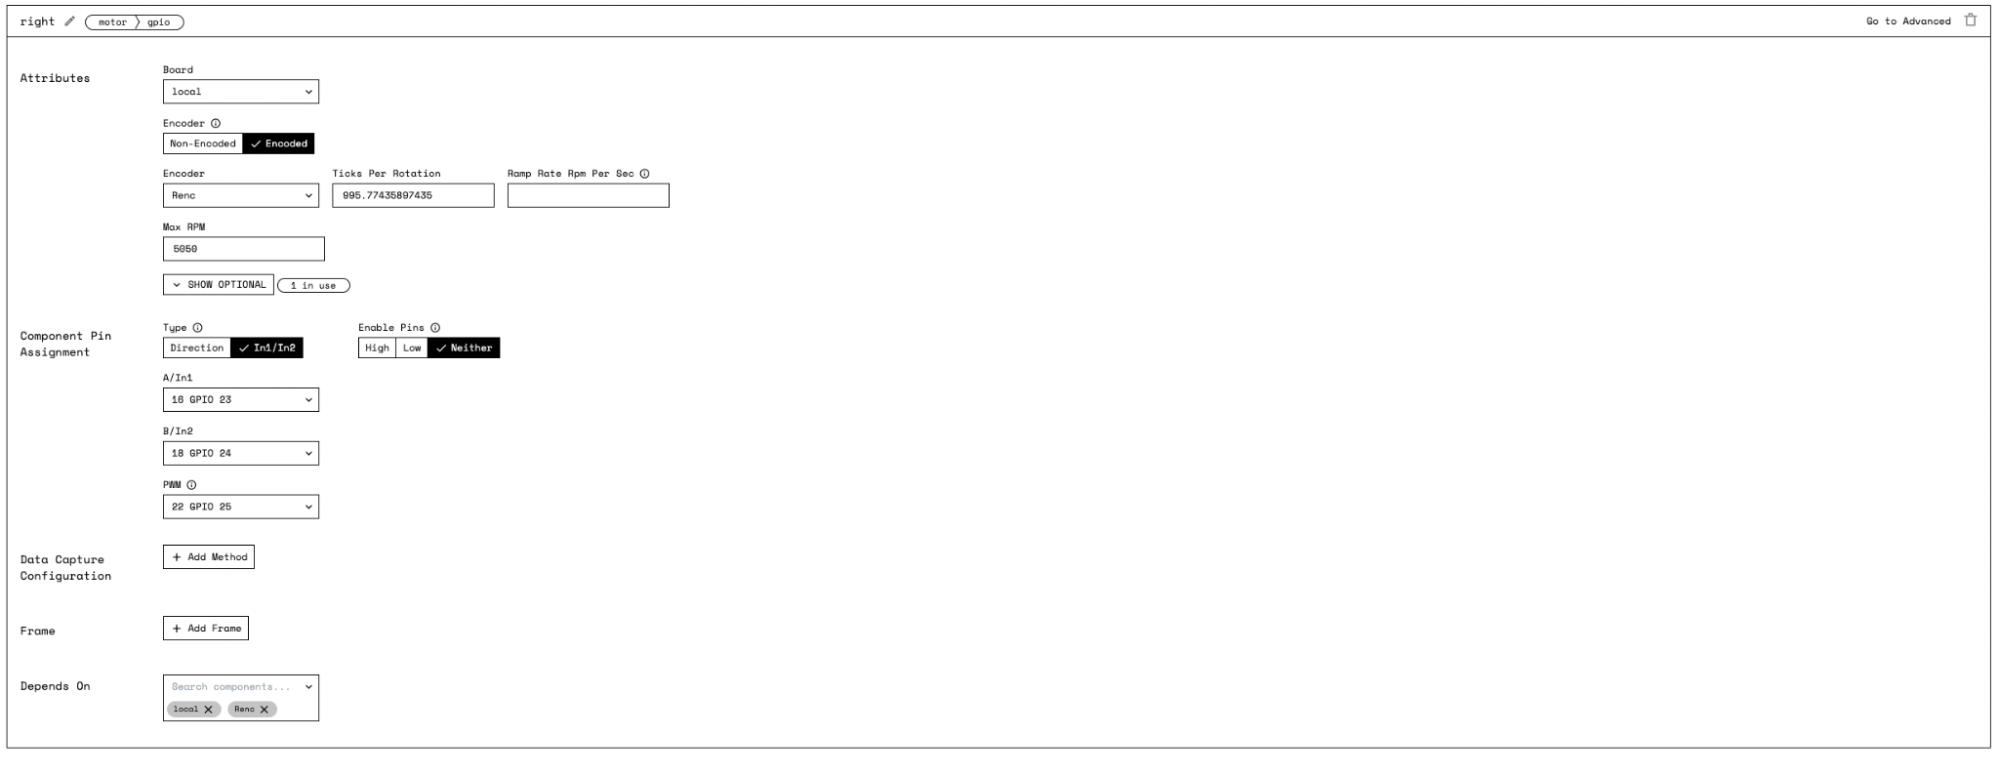 right motor gpio Go to Advanced
Attributes
Board
local
Encoder
Non-Encoded Encoded
Encoder Ticks Per Rotation Ramp Rate Rpm Per Sec
Renc 995.77435897435
Max RPM
5050
SHOW OPTIONAL 1 in use
Component Pin
Assignment
Type Enable Pins
Direction In1/In2 High Low Neither
A/In1
16 GPIO 23
B/In2
18 GPIO 24
PWM
22 GPIO 25
Data Capture
Configuration
+ Add Method
Frame
+ Add Frame
Depends On
Search components...
local Renc